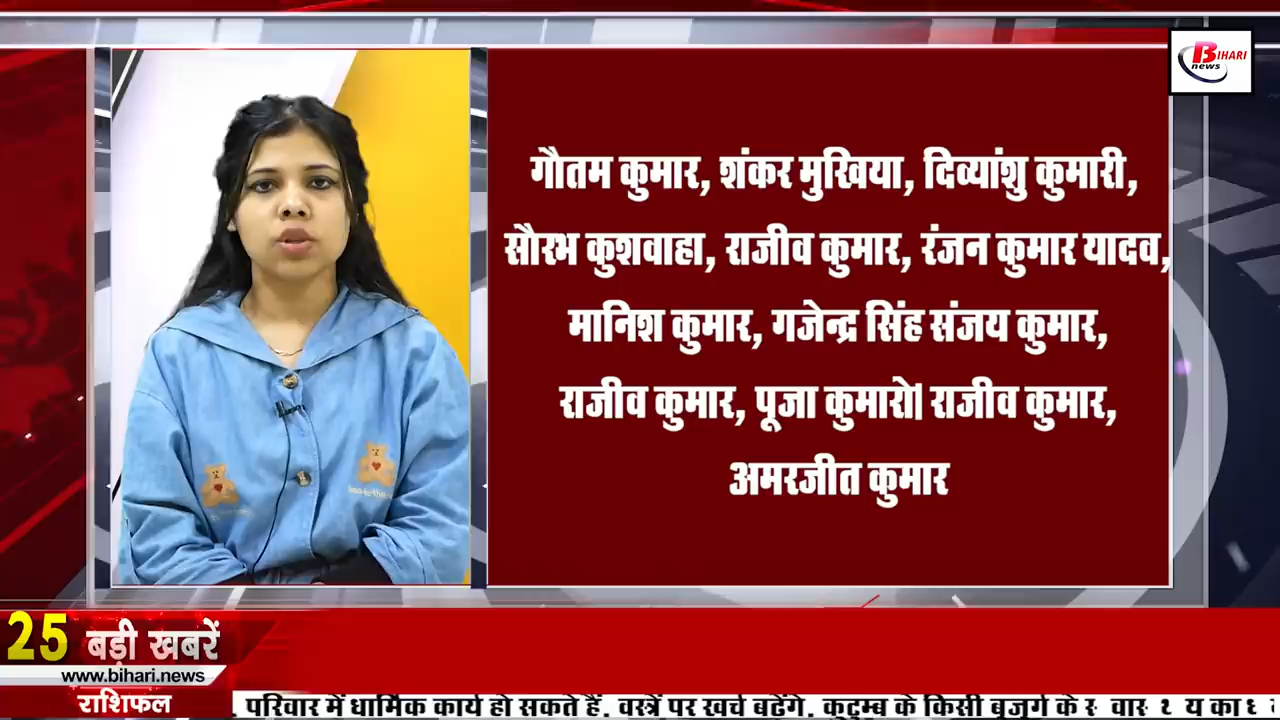 BIHARI
news
गौतम कुमार, शंकर मुखिया, दिव्यांशु कुमारी,
सौरभ कुशवाहा, राजीव कुमार, रंजन कुमार यादव,
मानिश कुमार, गजेन्द्र सिंह संजय कुमार,
राजीव कुमार, पूजा कुमारो| राजीव कुमार,
अमरजीत कुमार
25 बड़ी खबरें
www.bihari.news
राशिफल
. परिवार में धार्मिक कार्य हो सकते हैं. वस्त्रें पर खर्च बढ़ेंगे. कुटुम्ब के किसी बुजुर्ग के